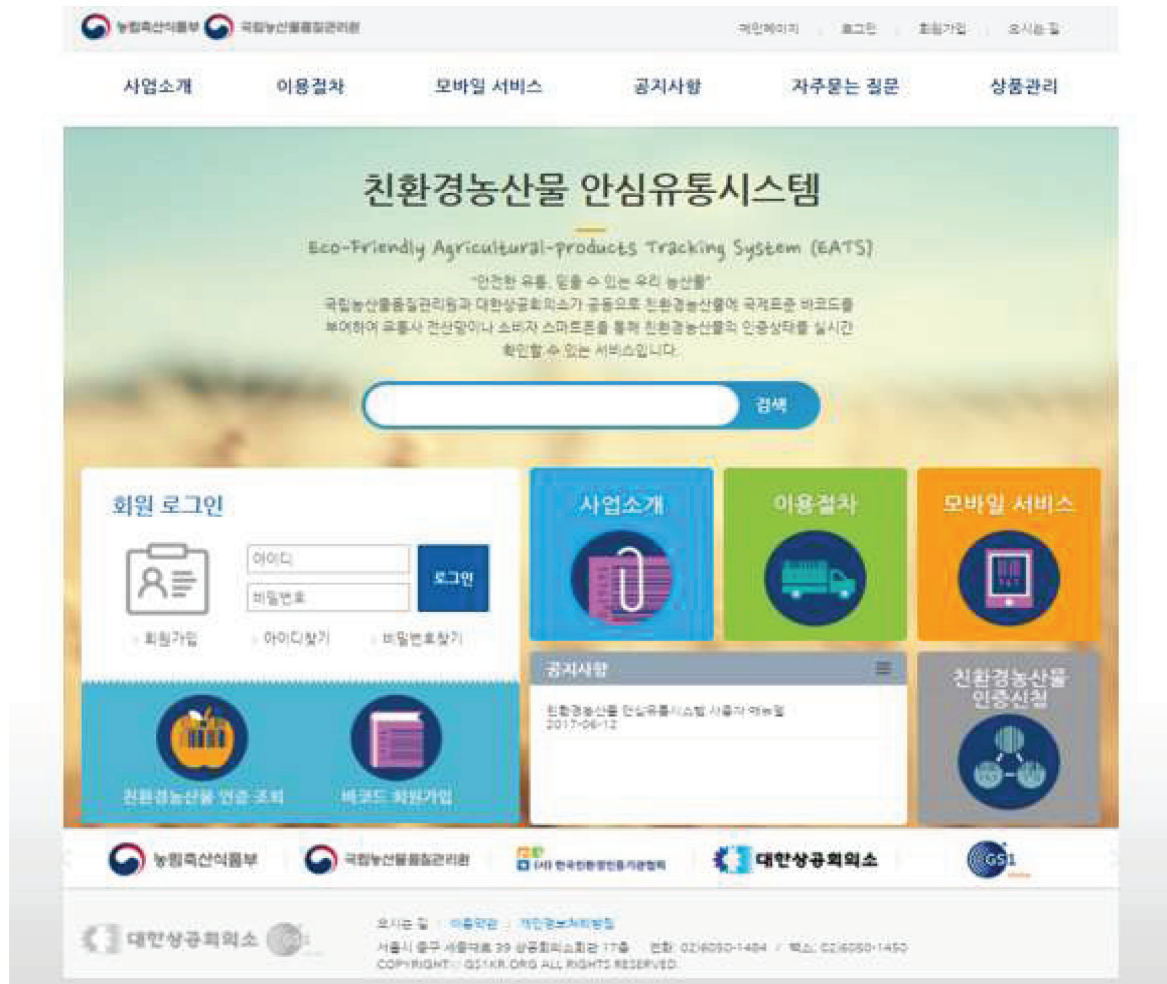 농림축산식품부 국립농산물품질관리원
메인페이지 로그인 회원가입 오시는 길
사업소개 이용절차 모바일 서비스 공지사항 자주묻는 질문 상품관리
친환경농산물 안심유통시스템
Eco-Friendly Agricultural-products Tracking System (EATS)
"안전한 유통, 믿을 수 있는 우리 농산물"
국립농산물품질관리원과 대한상공회의소가 공동으로 친환경농산물에 국제표준 바코드를
부여하여 유통사 전산망이나 소비자 스마트폰을 통해 친환경농산물의 인증상태를 실시간
확인할 수 있는 서비스입니다.
검색
회원 로그인
아이디
비밀번호
로그인
회원가입 아이디찾기 비밀번호찾기
친환경농산물 인증 조회 바코드 회원가입
사업소개 이용절차 모바일 서비스
공지사항
친환경농산물 안심유통시스템 사용자 매뉴얼
2017-06-12
친환경농산물
인증신청
농림축산식품부 국립농산물품질관리원 (사) 한국친환경인증기관협회 대한상공회의소 GS1
대한상공회의소
오시는 길 이용약관 개인정보처리방침
서울시 중구 세종대로 39 상공회의소회관 17층 전화: 02)6050-1484 / 팩스: 02)6050-1450
COPYRIGHT© GS1KR.ORG ALL RIGHTS RESERVED.